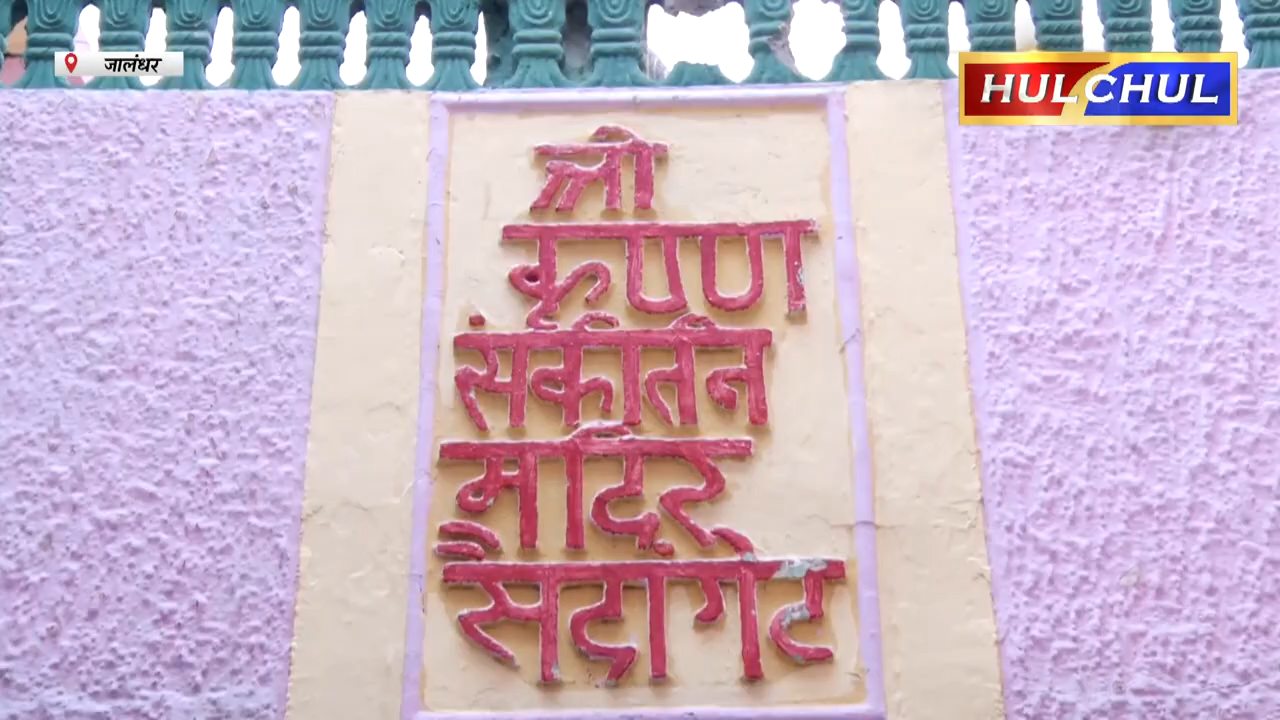 जालंधर
HULCHUL
श्री
कृष्ण
संकीर्तन
मंदिर
सैदां गेट